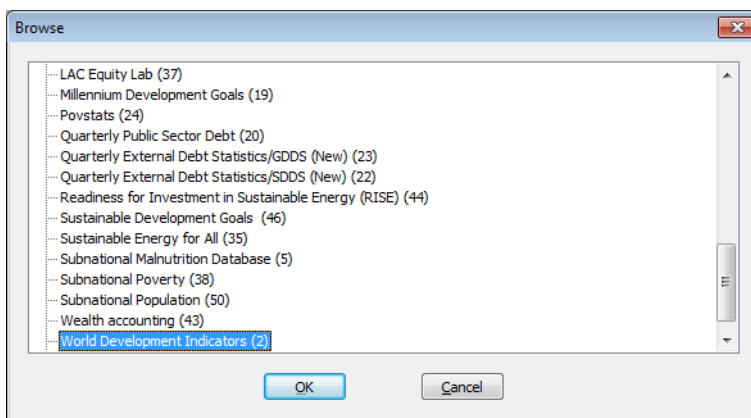 Browse
LAC Equity Lab (37)
Millennium Development Goals (19)
Povstats (24)
Quarterly Public Sector Debt (20)
Quarterly External Debt Statistics/GDDS (New) (23)
Quarterly External Debt Statistics/SDDS (New) (22)
Readiness for Investment in Sustainable Energy (RISE) (44)
Sustainable Development Goals  (46)
Sustainable Energy for All (35)
Subnational Malnutrition Database (5)
Subnational Poverty (38)
Subnational Population (50)
Wealth accounting (43)
World Development Indicators (2)
OK Cancel